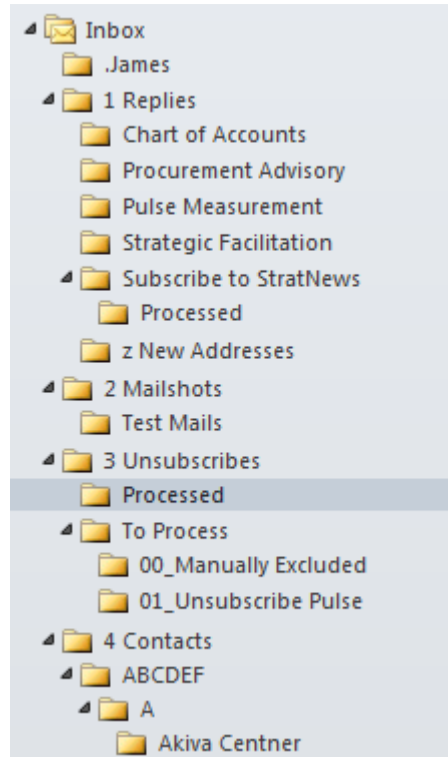 Inbox
.James
1 Replies
Chart of Accounts
Procurement Advisory
Pulse Measurement
Strategic Facilitation
Subscribe to StratNews
Processed
z New Addresses
2 Mailshots
Test Mails
3 Unsubscribes
Processed
To Process
00_Manually Excluded
01_Unsubscribe Pulse
4 Contacts
ABCDEF
A
Akiva Centner